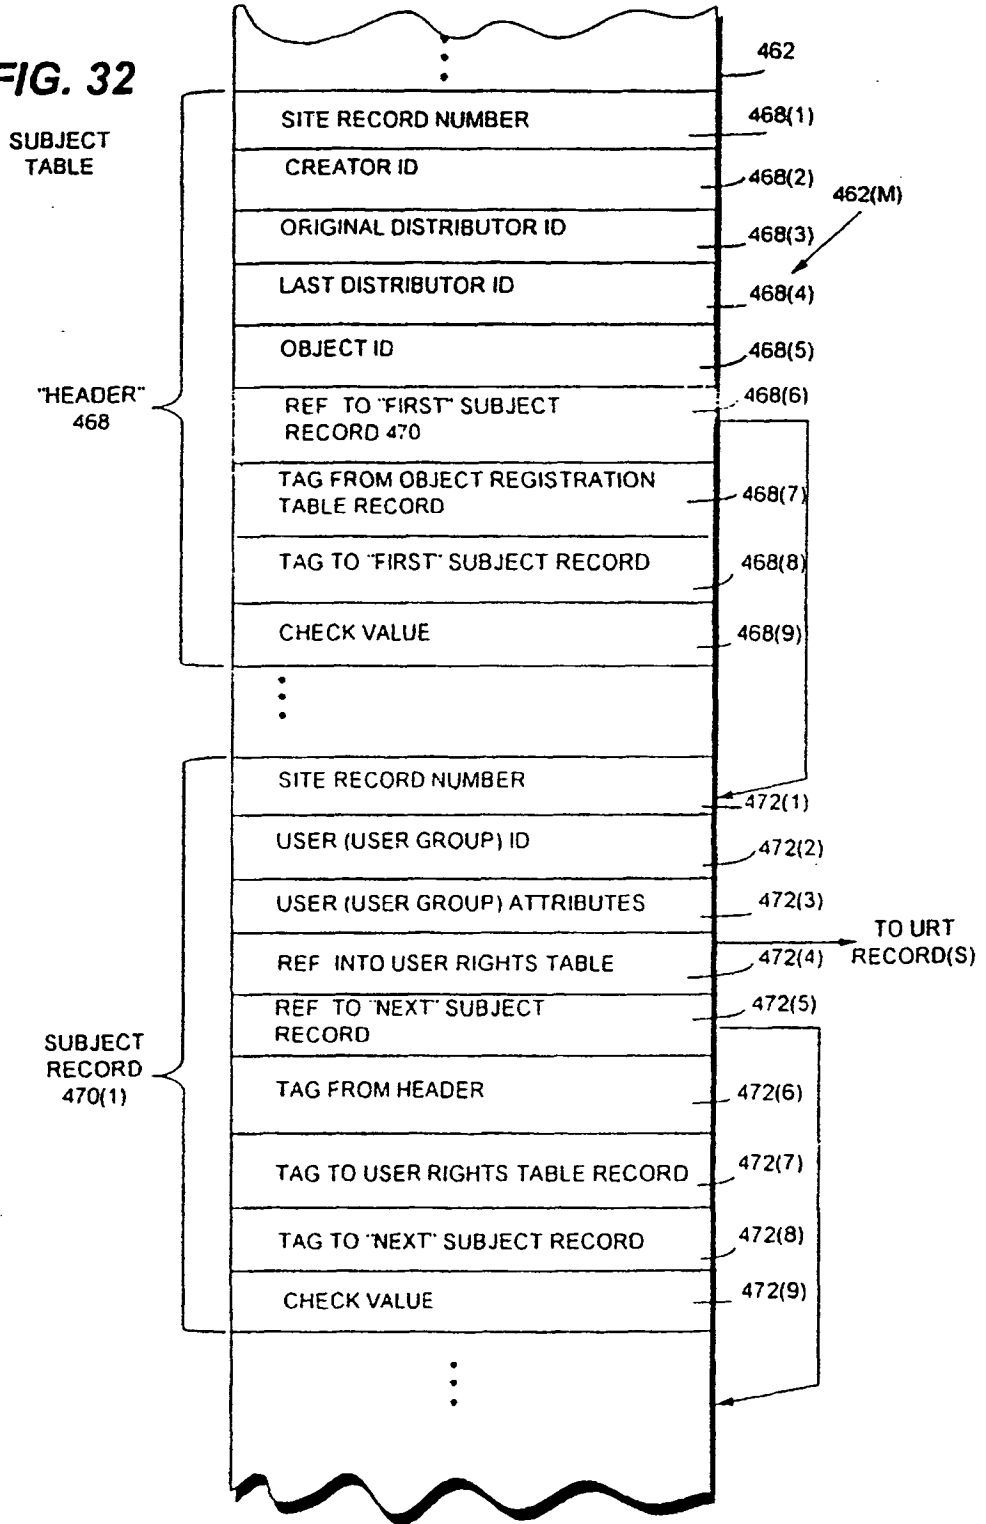 FIG. 32
SUBJECT
TABLE
462
SITE RECORD NUMBER
468(1)
CREATOR ID
468(2)
462(M)
ORIGINAL DISTRIBUTOR ID
468(3)
LAST DISTRIBUTOR ID
468(4)
OBJECT ID
468(5)
"HEADER"
468
REF TO "FIRST" SUBJECT
RECORD 470
468(6)
TAG FROM OBJECT REGISTRATION
TABLE RECORD
468(7)
TAG TO "FIRST" SUBJECT RECORD
468(8)
CHECK VALUE
468(9)
SITE RECORD NUMBER
472(1)
USER (USER GROUP) ID
472(2)
USER (USER GROUP) ATTRIBUTES
472(3)
TO URT
RECORD(S)
REF INTO USER RIGHTS TABLE
472(4)
REF TO "NEXT" SUBJECT
RECORD
472(5)
SUBJECT
RECORD
470(1)
TAG FROM HEADER
472(6)
TAG TO USER RIGHTS TABLE RECORD
472(7)
TAG TO "NEXT" SUBJECT RECORD
472(8)
CHECK VALUE
472(9)